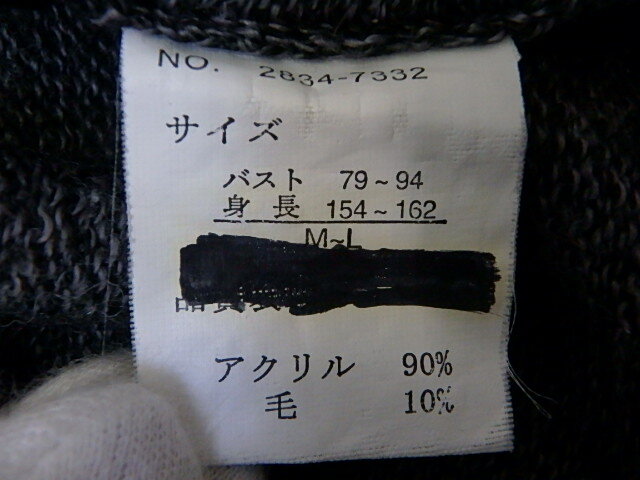 NO. 2834-7332
サイズ
バスト 79~94
身長 154~162
M~L
アクリル 90%
毛 10%